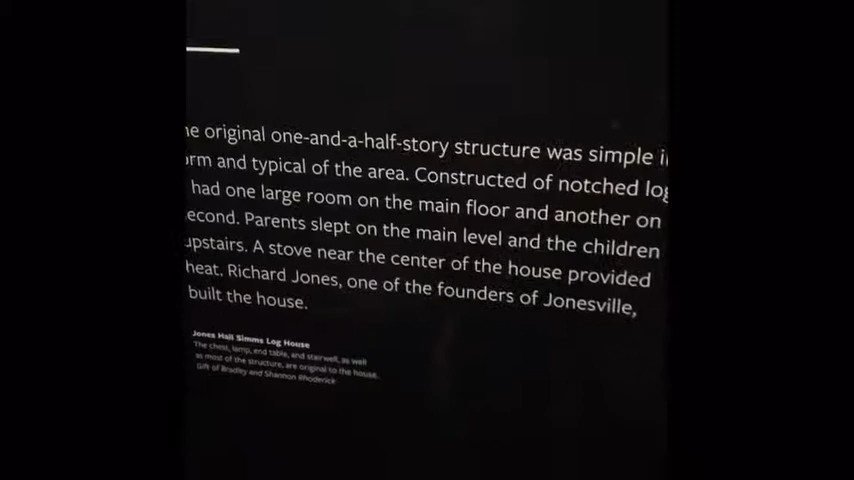 he original one-and-a-half-story structure was simple i
rm and typical of the area. Constructed of notched log
had one large room on the main floor and another on
econd. Parents slept on the main level and the children
upstairs. A stove near the center of the house provided
heat. Richard Jones, one of the founders of Jonesville,
built the house.
Jones Hall Simms Log House
The chest, lamp, end table, and stairwell, as well
as most of the structure, are original to the house.
Gift of Bradley and Shannon Rhoderick